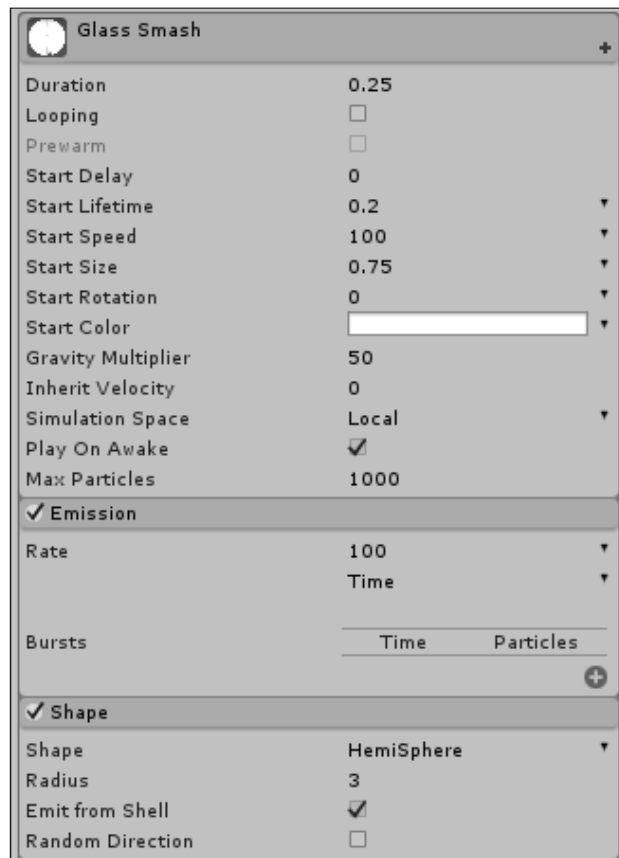 Glass Smash
Duration 0.25
Looping
Prewarm
Start Delay 0
Start Lifetime 0.2
Start Speed 100
Start Size 0.75
Start Rotation 0
Start Color
Gravity Multiplier 50
Inherit Velocity 0
Simulation Space Local
Play On Awake
Max Particles 1000
Emission
Rate 100
Time
Bursts Time Particles
Shape
Shape HemiSphere
Radius 3
Emit from Shell
Random Direction